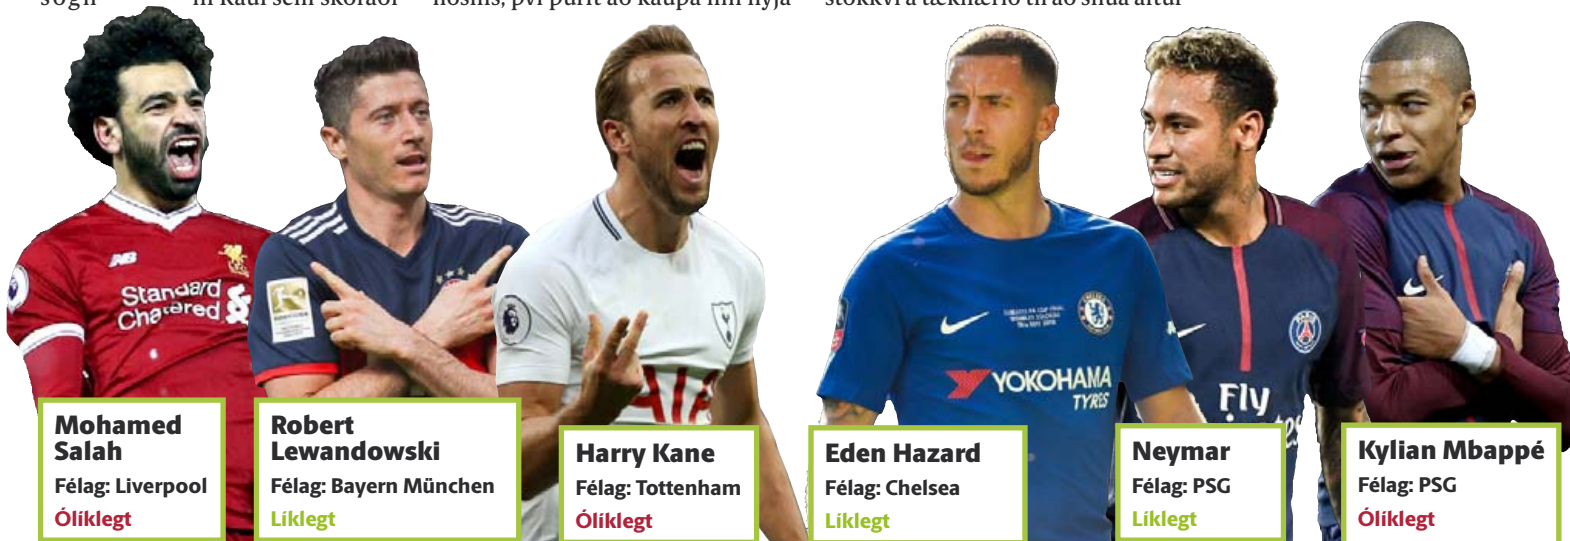 Standard
Chartered
AIA
YOKOHAMA
TYRES
Fly
Mohamed
Salah
Félag: Liverpool
Ólíklegt
Robert
Lewandowski
Félag: Bayern München
Líklegt
Harry Kane
Félag: Tottenham
Ólíklegt
Eden Hazard
Félag: Chelsea
Líklegt
Neymar
Félag: PSG
Líklegt
Kylian Mbappé
Félag: PSG
Ólíklegt